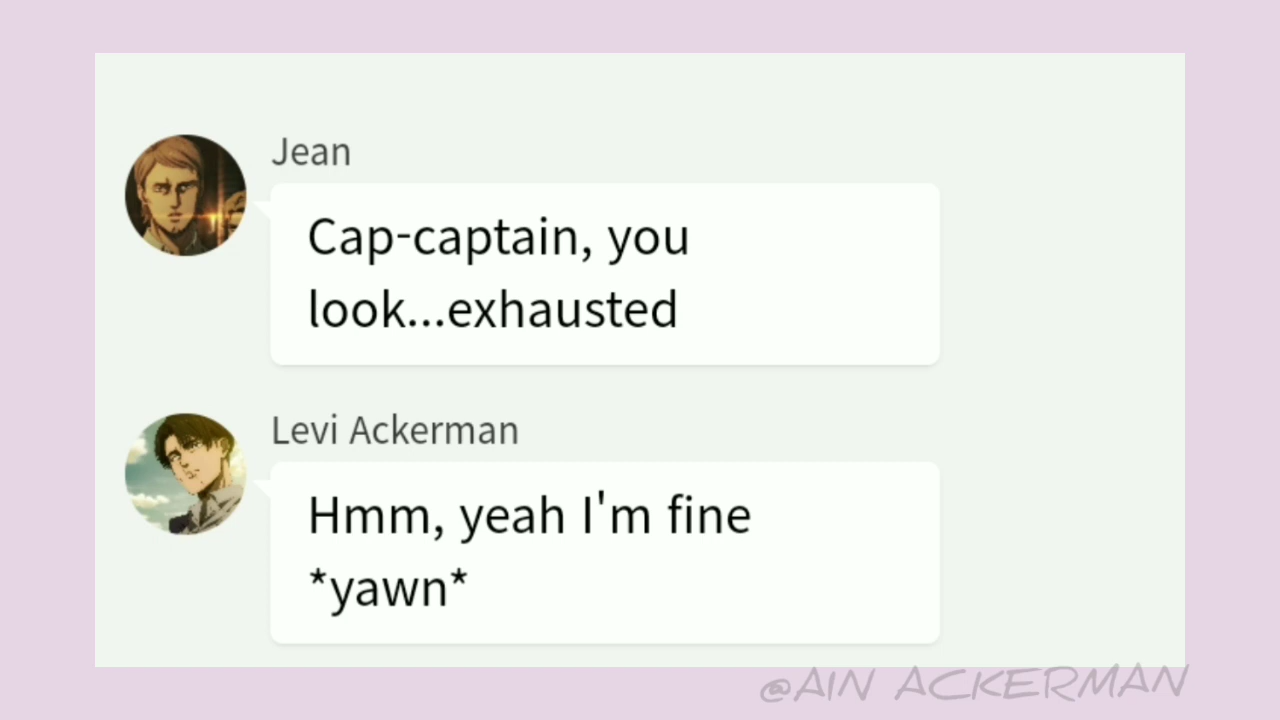 Jean
Cap-captain, you
look...exhausted
Levi Ackerman
Hmm, yeah I'm fine
*yawn*
@AIN ACKERMAN